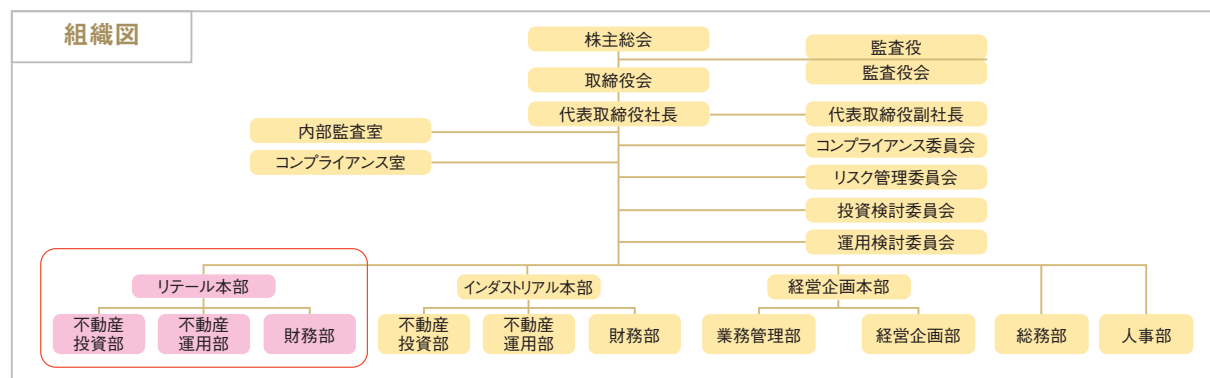 組織図
株主総会
監査役
監査役会
取締役会
代表取締役社長
代表取締役副社長
内部監査室
コンプライアンス委員会
コンプライアンス室
リスク管理委員会
投資検討委員会
運用検討委員会
リテール本部
インダストリアル本部
経営企画本部
不動産
投資部
不動産
運用部
財務部
不動産
投資部
不動産
運用部
財務部
業務管理部
経営企画部
総務部
人事部